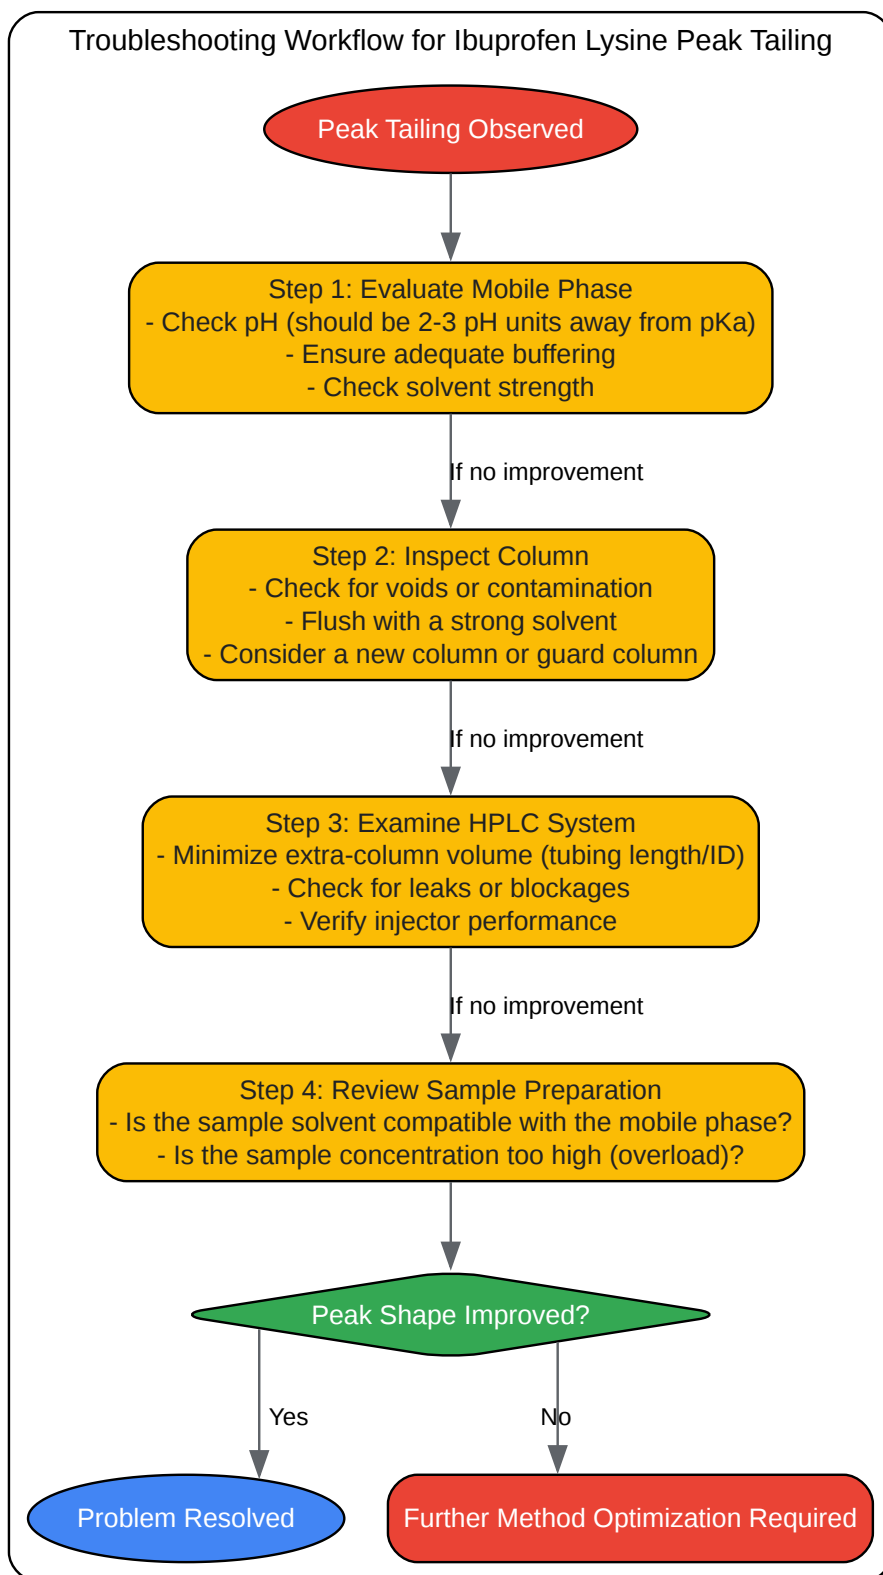 Troubleshooting Workflow for Ibuprofen Lysine Peak Tailing
Peak Tailing Observed
Step 1: Evaluate Mobile Phase
- Check pH (should be 2-3 pH units away from pKa)
- Ensure adequate buffering
- Check solvent strength
If no improvement
Step 2: Inspect Column
- Check for voids or contamination
- Flush with a strong solvent
- Consider a new column or guard column
If no improvement
Step 3: Examine HPLC System
- Minimize extra-column volume (tubing length/ID)
- Check for leaks or blockages
- Verify injector performance
If no improvement
Step 4: Review Sample Preparation
- Is the sample solvent compatible with the mobile phase?
- Is the sample concentration too high (overload)?
Peak Shape Improved?
Yes
No
Problem Resolved
Further Method Optimization Required